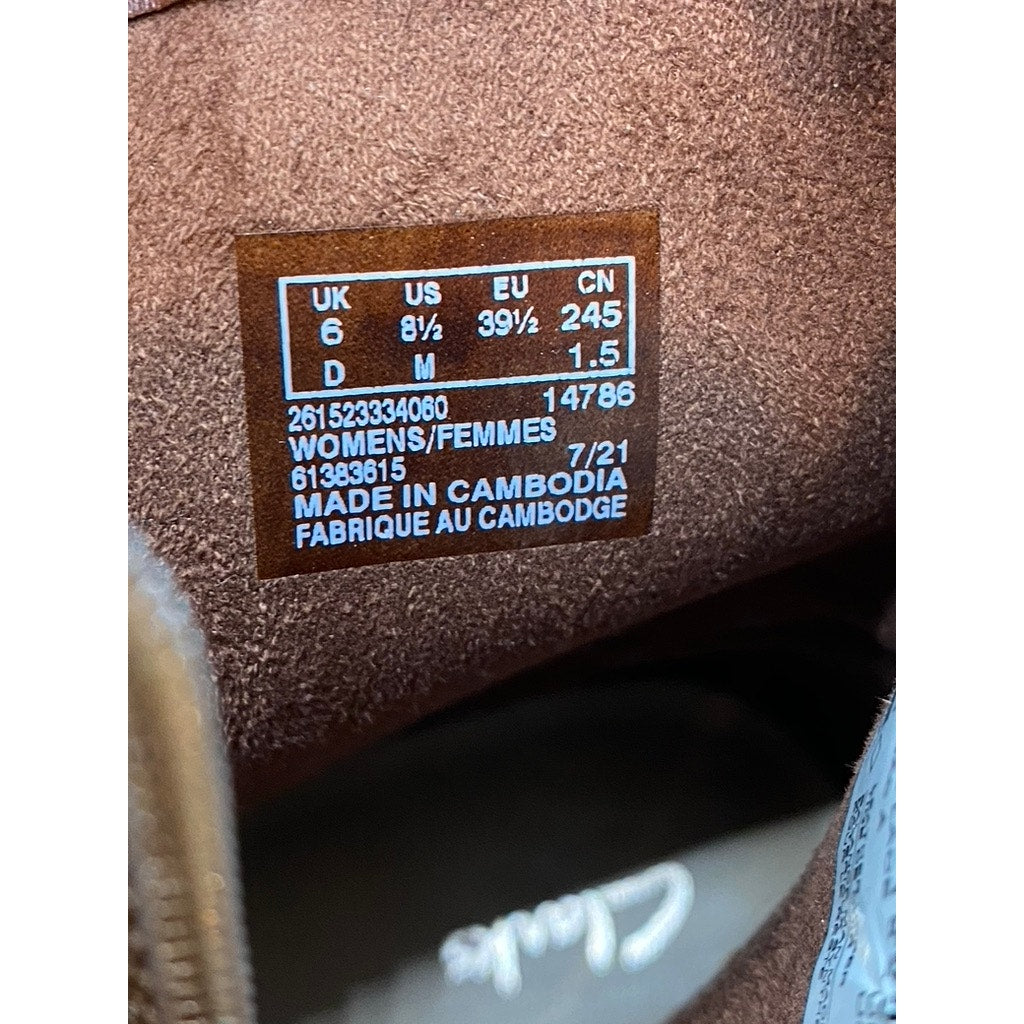 UK US EU CN
6 8½ 39½ 245
D M 1.5
261523334060 14786
WOMENS/FEMMES
61383615 7/21
MADE IN CAMBODIA
FABRIQUE AU CAMBODGE
Clarks